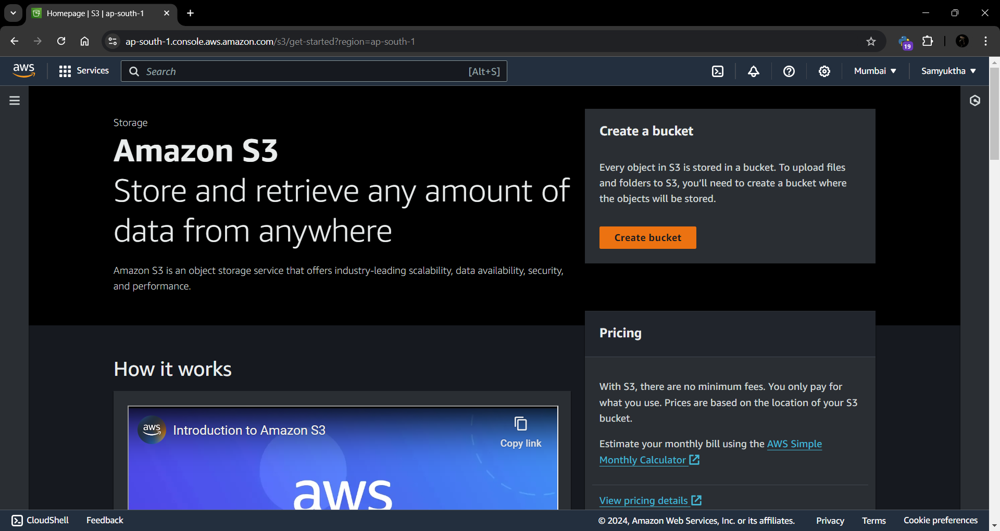 Homepage | S3 | ap-south-1
ap-south-1.console.aws.amazon.com/s3/get-started?region=ap-south-1
19
aws
Services
Search
[Alt+S]
Mumbai
Samyuktha
Storage
Amazon S3
Store and retrieve any amount of
data from anywhere
Amazon S3 is an object storage service that offers industry-leading scalability, data availability, security,
and performance.
Create a bucket
Every object in S3 is stored in a bucket. To upload files
and folders to S3, you'll need to create a bucket where
the objects will be stored.
Create bucket
How it works
aws
Introduction to Amazon S3
Copy link
aws
Pricing
With S3, there are no minimum fees. You only pay for
what you use. Prices are based on the location of your S3
bucket.
Estimate your monthly bill using the AWS Simple
Monthly Calculator
View pricing details
CloudShell
Feedback
© 2024, Amazon Web Services, Inc. or its affiliates.
Privacy
Terms
Cookie preferences